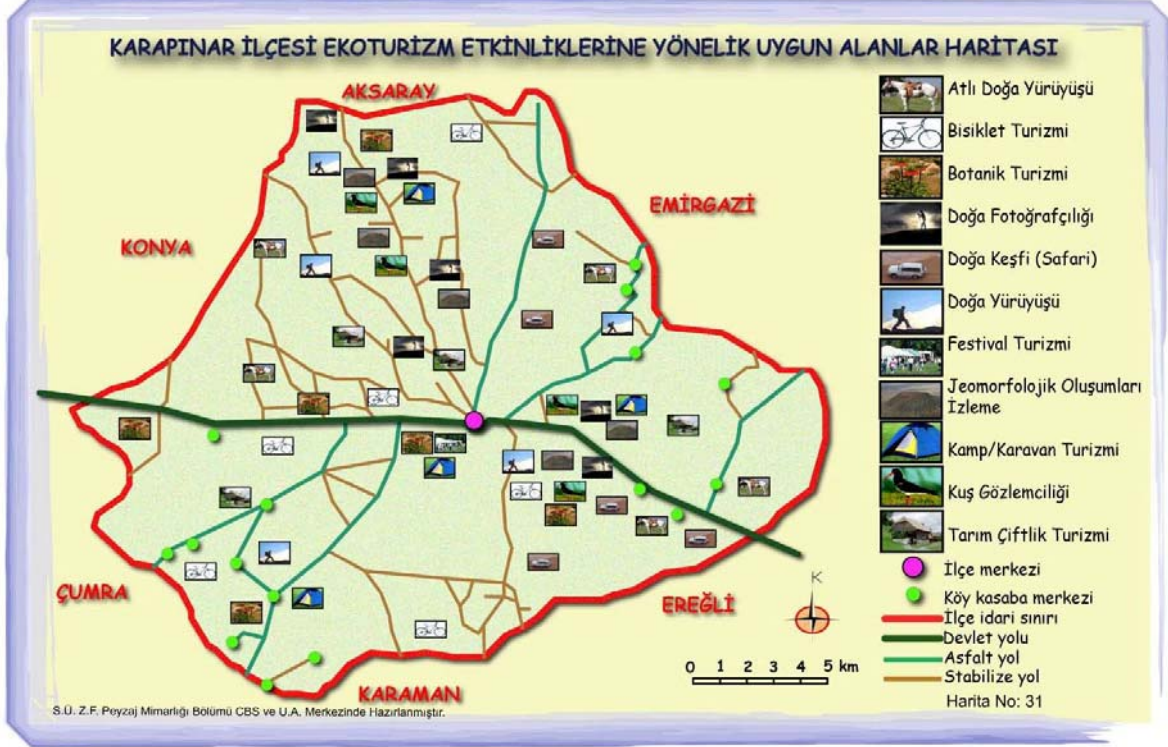 KARAPINAR İLÇESİ EKOTURİZM ETKİNLİKLERİNE YÖNELİK UYGUN ALANLAR HARİTASI
AKSARAY
EMİRGAZİ
KONYA
ÇUMRA
EREĞLİ
KARAMAN
Atlı Doğa Yürüyüşü
Bisiklet Turizmi
Botanik Turizmi
Doğa Fotoğrafçılığı
Doğa Keşfi (Safari)
Doğa Yürüyüşü
Festival Turizmi
Jeomorfolojik Oluşumları
İzleme
Kamp/Karavan Turizmi
Kuş Gözlemciliği
Tarım Çiftlik Turizmi
İlçe merkezi
Köy kasaba merkezi
İlçe idari sınırı
Devlet yolu
Asfalt yol
Stabilize yol
Harita No: 31
K
0 1 2 3 4 5 km
S.Ü. Z.F. Peyzaj Mimarlığı Bölümü CBS ve U.A. Merkezinde Hazırlanmıştır.